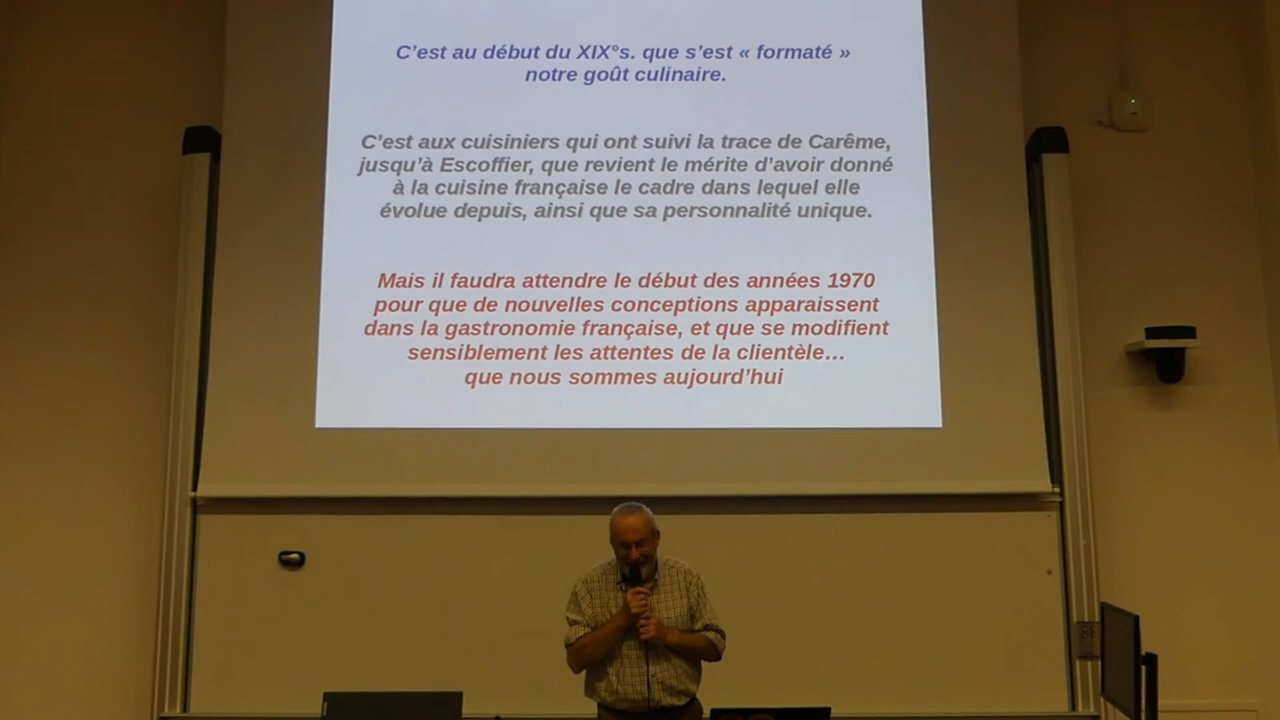 C’est au début du XIX°s. que s’est « formaté »
notre goût culinaire.
C’est aux cuisiniers qui ont suivi la trace de Carême,
jusqu’à Escoffier, que revient le mérite d’avoir donné
à la cuisine française le cadre dans lequel elle
évolue depuis, ainsi que sa personnalité unique.
Mais il faudra attendre le début des années 1970
pour que de nouvelles conceptions apparaissent
dans la gastronomie française, et que se modifient
sensiblement les attentes de la clientèle…
que nous sommes aujourd’hui